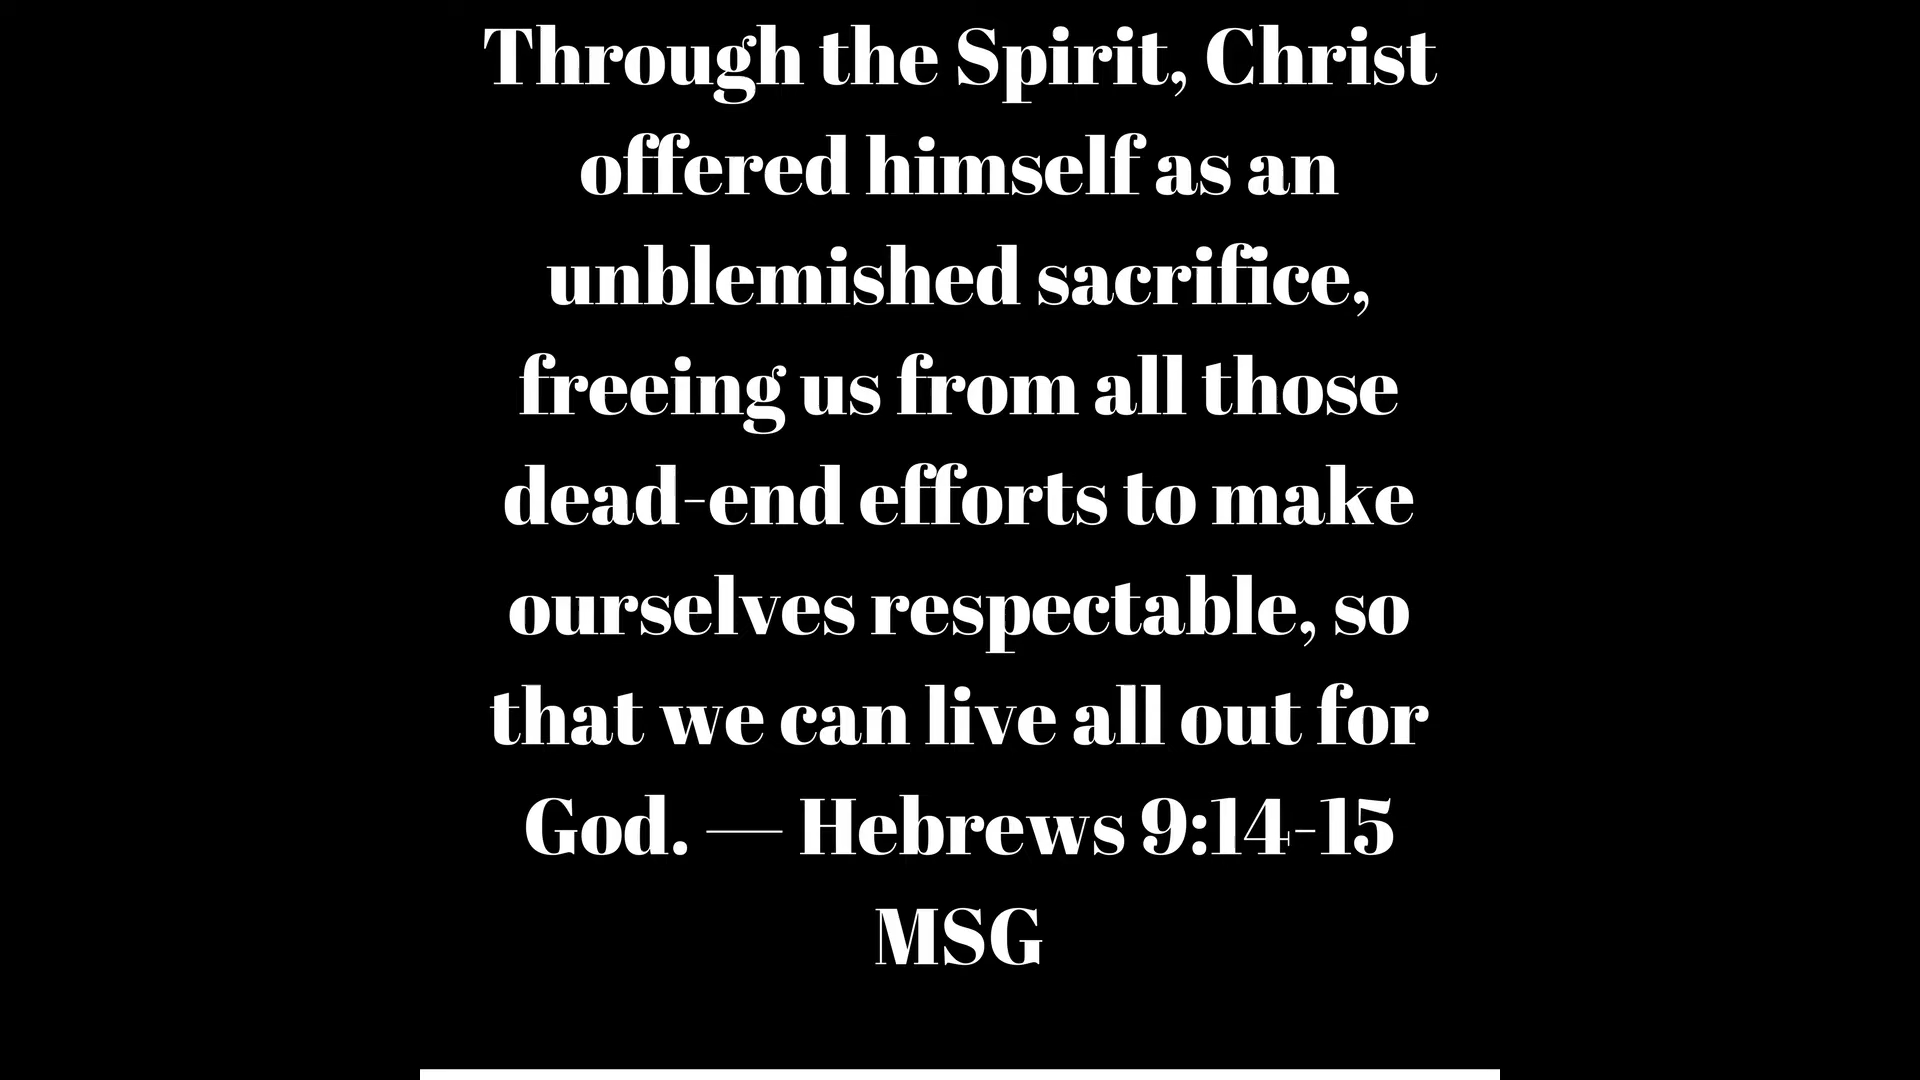 Through the Spirit, Christ
offered himself as an
unblemished sacrifice,
freeing us from all those
dead-end efforts to make
ourselves respectable, so
that we can live all out for
God. — Hebrews 9:14-15
MSG